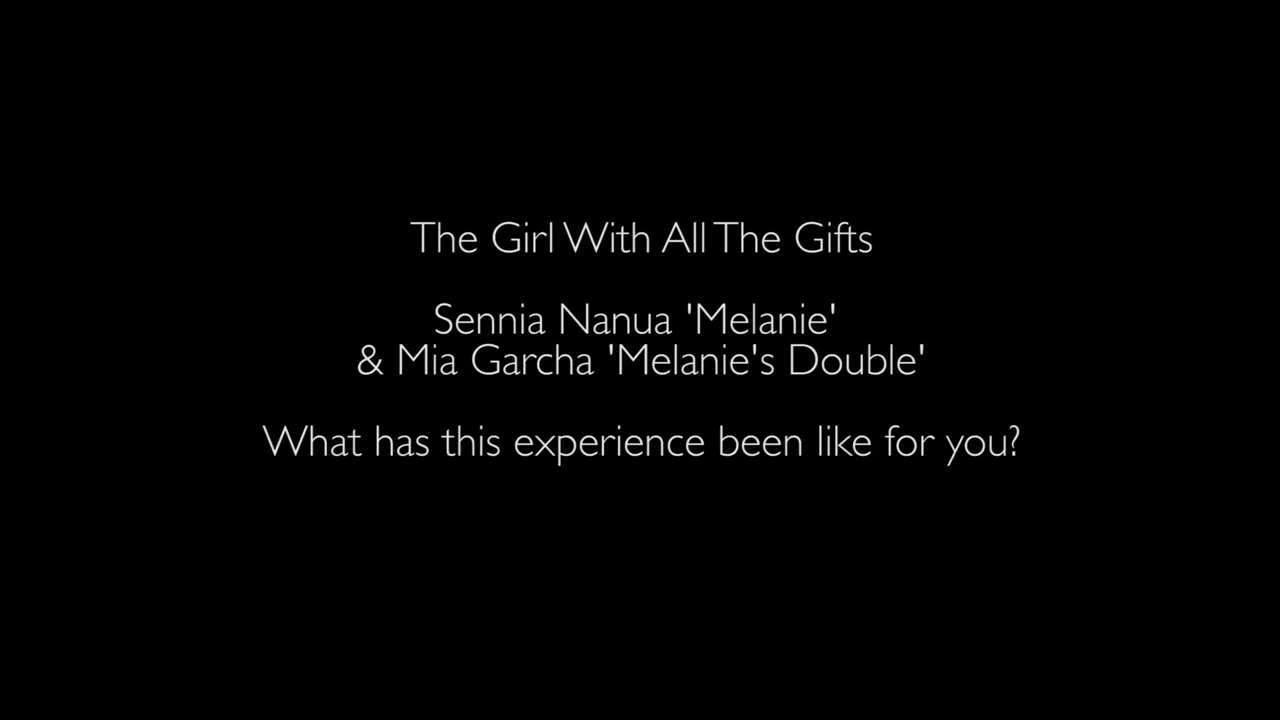 The Girl With All The Gifts
Sennia Nanua 'Melanie'
& Mia Garcha 'Melanie's Double'
What has this experience been like for you?